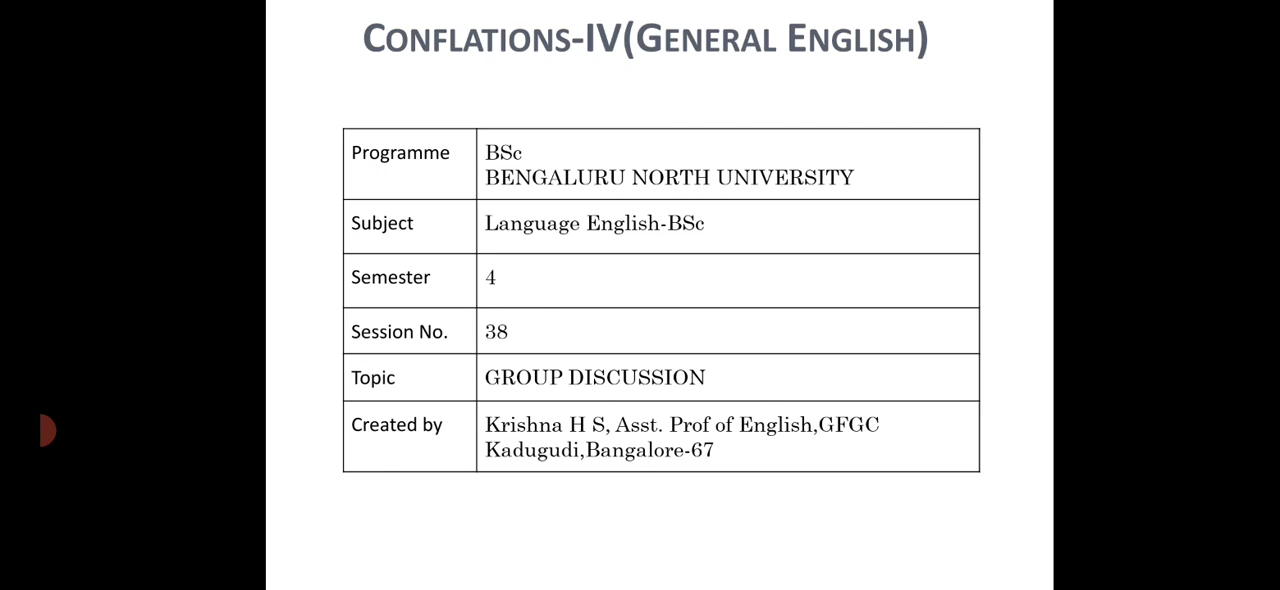 CONFLATIONS-IV(GENERAL ENGLISH)
Programme
BSc
BENGALURU NORTH UNIVERSITY
Subject
Language English-BSc
Semester
4
Session No.
38
Topic
GROUP DISCUSSION
Created by
Krishna H S, Asst. Prof of English,GFGC
Kadugudi,Bangalore-67